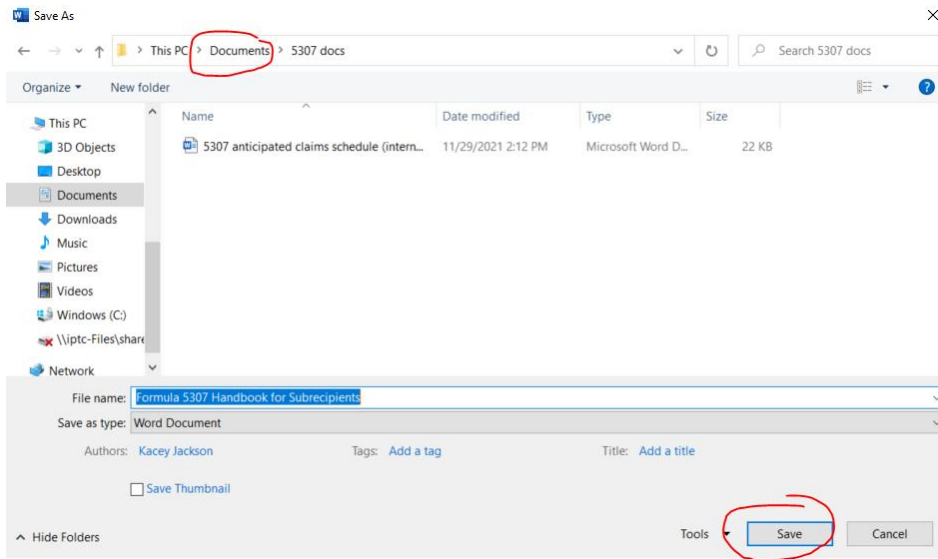 Save As
This PC > Documents > 5307 docs
Search 5307 docs
Organize
New folder
Name Date modified Type Size
This PC
3D Objects
Desktop
Documents
Downloads
Music
Pictures
Videos
Windows (C:)
\\iptc-Files\share
Network
5307 anticipated claims schedule (intern... 11/29/2021 2:12 PM Microsoft Word D... 22 KB
File name: Formula 5307 Handbook for Subrecipients
Save as type: Word Document
Authors: Kacey Jackson Tags: Add a tag Title: Add a title
Save Thumbnail
Hide Folders
Tools Save Cancel